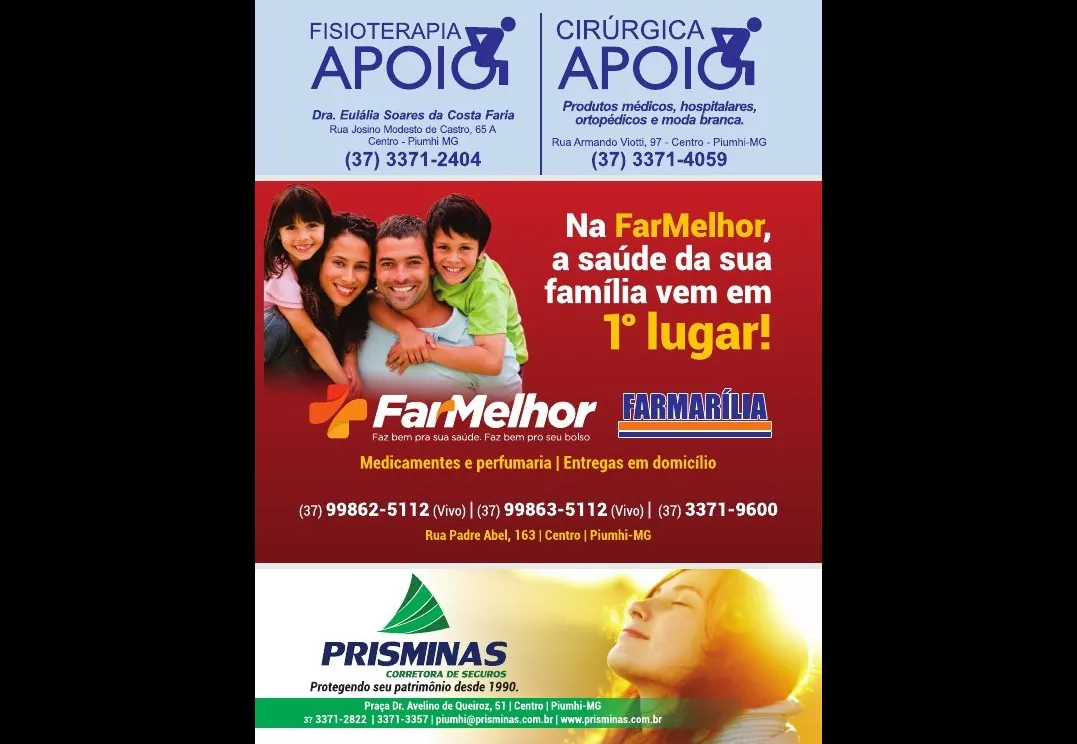 FISIOTERAPIA
APOIO
Dra. Eulália Soares da Costa Faria
Rua Josino Modesto de Castro, 65 A
Centro - Piumhi MG
(37) 3371-2404
CIRÚRGICA
APOIO
Produtos médicos, hospitalares,
ortopédicos e moda branca.
Rua Armando Viotti, 97 - Centro - Piumhi-MG
(37) 3371-4059
Na FarMelhor,
a saúde da sua
família vem em
1º lugar!
FarMelhor
Faz bem pra sua saúde. Faz bem pro seu bolso
FARMARÍLIA
Medicamentes e perfumaria | Entregas em domicílio
(37) 99862-5112 (Vivo) | (37) 99863-5112 (Vivo) | (37) 3371-9600
Rua Padre Abel, 163 | Centro | Piumhi-MG
PRISMINAS
CORRETORA DE SEGUROS
Protegendo seu patrimônio desde 1990.
Praça Dr. Avelino de Queiroz, 51 | Centro | Piumhi-MG
37 3371-2822 | 3371-3357 | piumhi@prisminas.com.br | www.prisminas.com.br